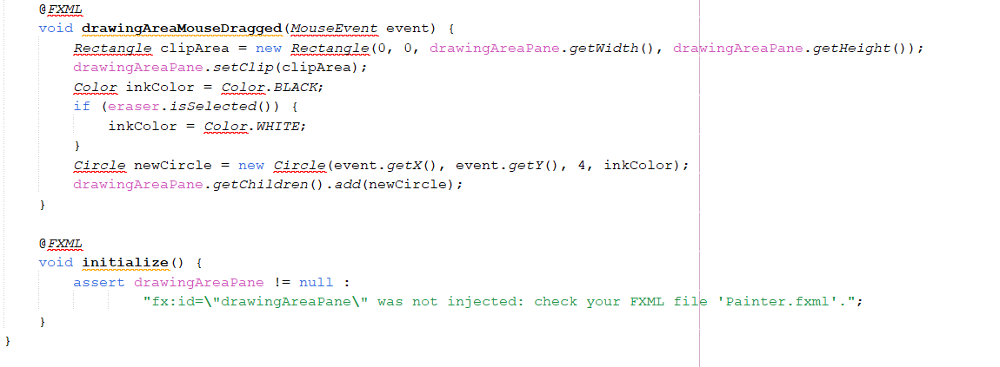 @FXML
void drawingAreaMouseDragged(MouseEvent event) {
Rectangle clipArea = new Rectangle(0, 0, drawingAreaPane.getWidth(), drawingAreaPane.getHeight());
drawingAreaPane.setClip(clipArea);
Color inkColor = Color.BLACK;
if (eraser.isSelected()) {
inkColor = Color.WHITE;
}
Circle newCircle = new Circle(event.getX(), event.getY(), 4, inkColor);
drawingAreaPane.getChildren().add(newCircle);
}
@FXML
void initialize() {
assert drawingAreaPane != null :
"fx:id=\"drawingAreaPane\" was not injected: check your FXML file 'Painter.fxml'.";
}
}